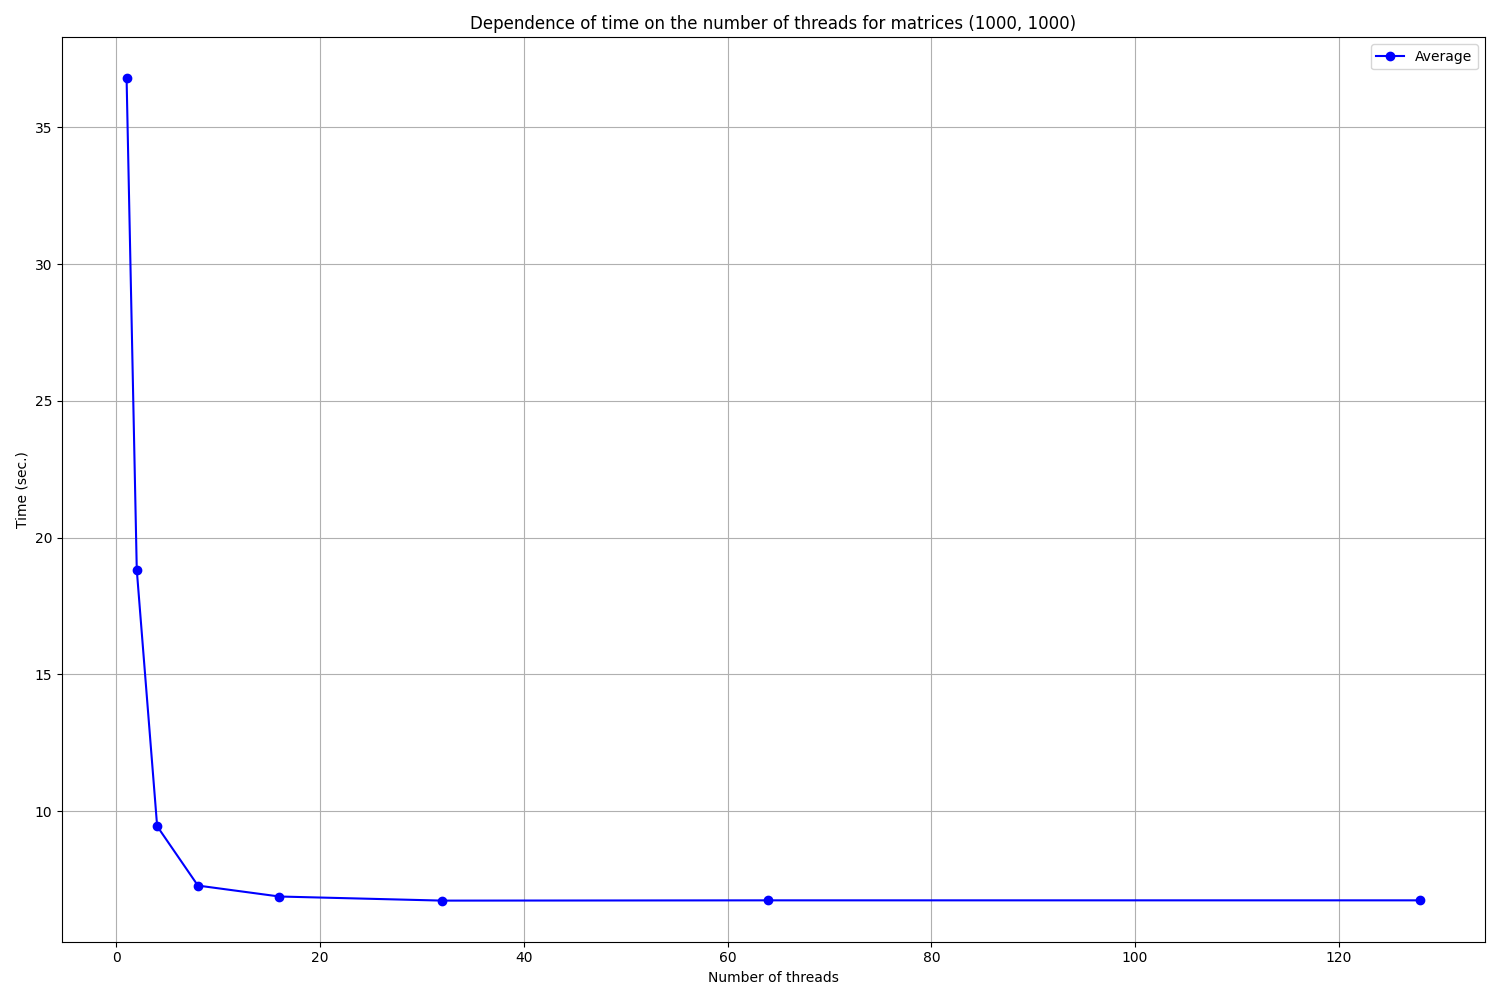 Dependence of time on the number of threads for matrices (1000, 1000)
Average
35
30
25
20
15
10
Time (sec.)
0 20 40 60 80 100 120
Number of threads